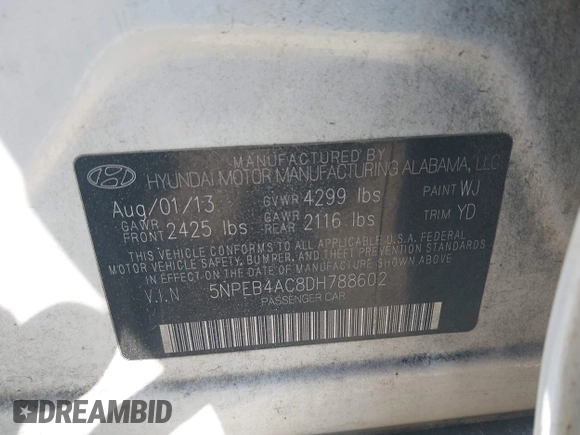 MANUFACTURED BY
HYUNDAI MOTOR MANUFACTURING ALABAMA, LLC
Aug/01/13 GVWR 4299 lbs PAINT WJ
GAWR FRONT 2425 lbs GAWR REAR 2116 lbs TRIM YD
THIS VEHICLE CONFORMS TO ALL APPLICABLE U.S.A. FEDERAL
MOTOR VEHICLE SAFETY, BUMPER, AND THEFT PREVENTION STANDARDS
IN EFFECT ON THE DATE OF MANUFACTURE SHOWN ABOVE.
V.I.N 5NPEB4AC8DH788602
PASSENGER CAR
DREAMBID